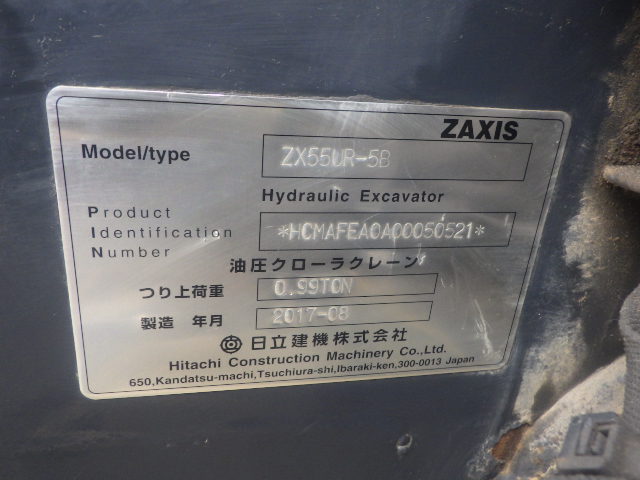 ZAXIS
Model/type ZX55UR-5B
Hydraulic Excavator
Product
Identification *HCMAFEA0A00050521*
Number
油圧クローラクレーン
つり上荷重 0.99TON
製造 年月 2017-08
日立建機株式会社
Hitachi Construction Machinery Co.,Ltd.
650,Kandatsu-machi,Tsuchiura-shi,Ibaraki-ken,300-0013 Japan